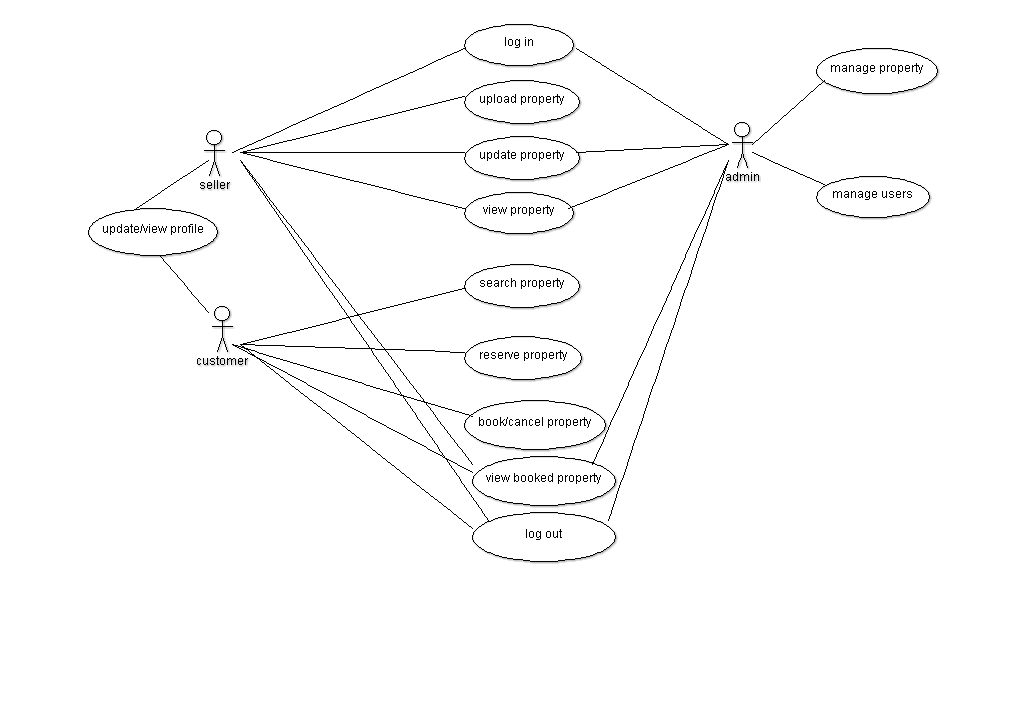 log in
manage property
upload property
update property
seller
admin
manage users
view property
update/view profile
search property
customer
reserve property
book/cancel property
view booked property
log out